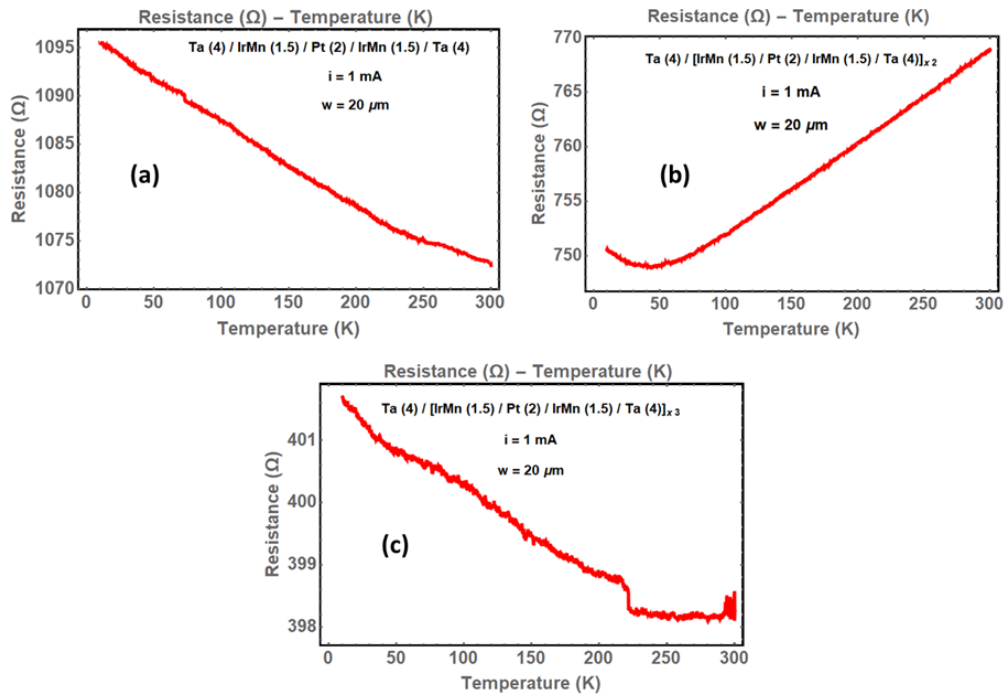 Resistance (Ω) – Temperature (K)
1095
1090
1085
1080
1075
1070
Resistance (Ω)
Ta (4) / IrMn (1.5) / Pt (2) / IrMn (1.5) / Ta (4)
i = 1 mA
w = 20 μm
(a)
0 50 100 150 200 250 300
Temperature (K)
Resistance (Ω) – Temperature (K)
770
765
760
755
750
Resistance (Ω)
Ta (4) / [IrMn (1.5) / Pt (2) / IrMn (1.5) / Ta (4)]x 2
i = 1 mA
w = 20 μm
(b)
0 50 100 150 200 250 300
Temperature (K)
Resistance (Ω) – Temperature (K)
401
400
399
398
Resistance (Ω)
Ta (4) / [IrMn (1.5) / Pt (2) / IrMn (1.5) / Ta (4)]x 3
i = 1 mA
w = 20 μm
(c)
0 50 100 150 200 250 300
Temperature (K)